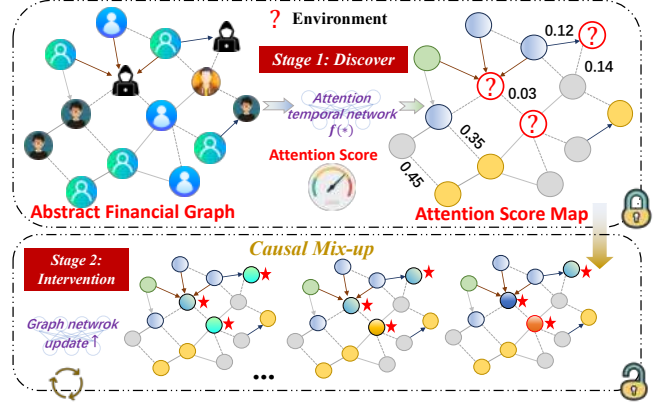 ? Environment
Stage 1: Discover
Attention
temporal network
f(*)
Attention Score
Abstract Financial Graph
0.12
?
0.14
?
0.03
?
0.35
0.45
Attention Score Map
Stage 2:
Intervention
Causal Mix-up
Graph netwrok
update↑
...